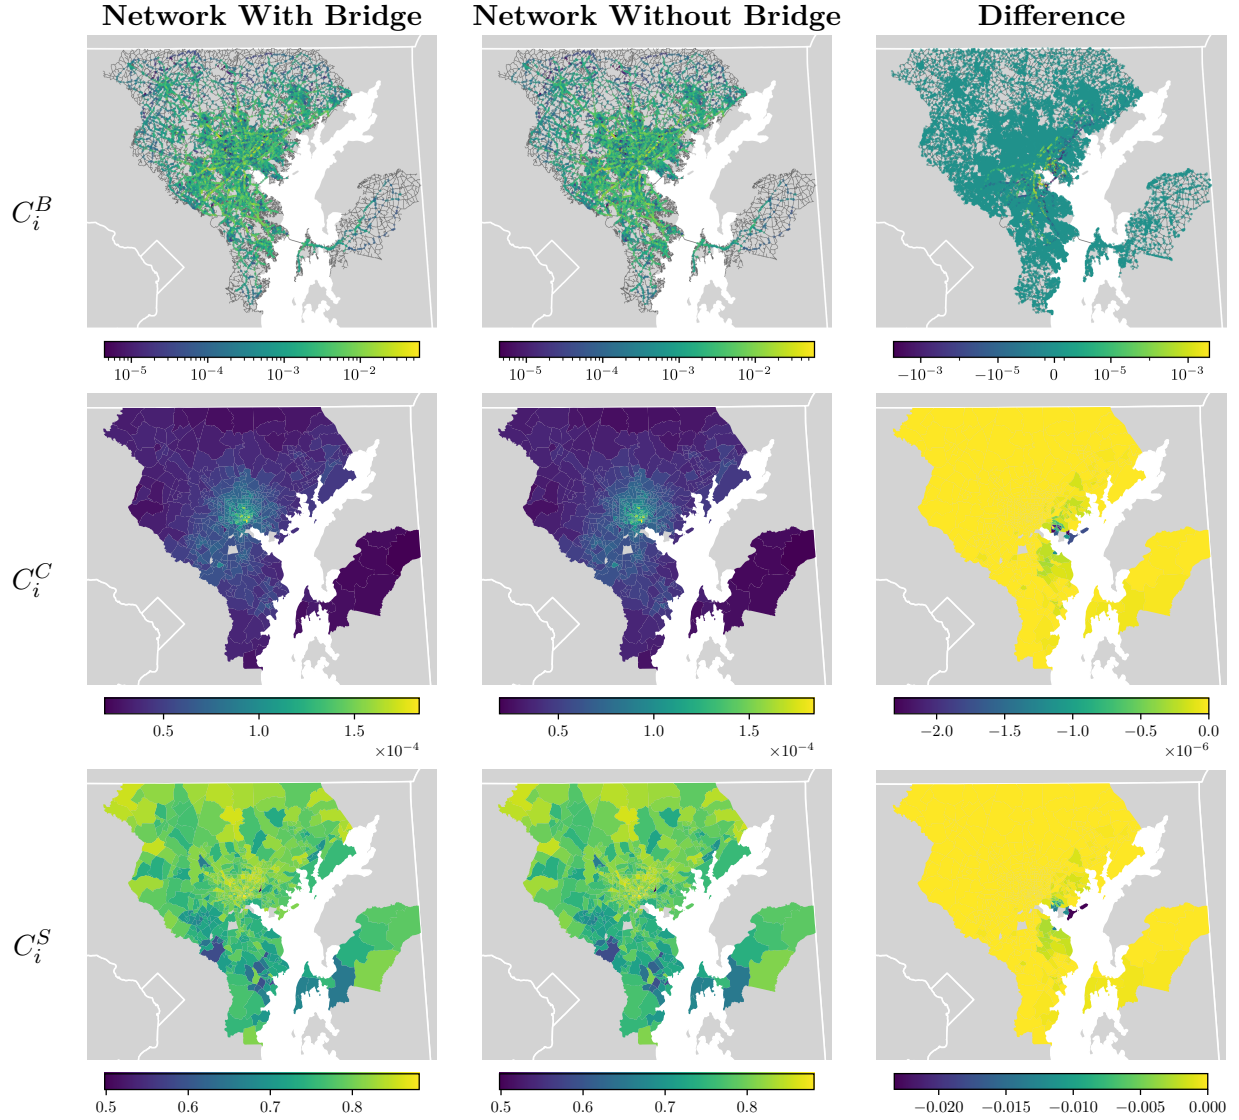 Network With Bridge Network Without Bridge Difference
C_i^B
10^{-5} 10^{-4} 10^{-3} 10^{-2} 10^{-5} 10^{-4} 10^{-3} 10^{-2} −10^{-3} −10^{-5} 0 10^{-5} 10^{-3}
C_i^C
0.5 1.0 1.5 0.5 1.0 1.5 −2.0 −1.5 −1.0 −0.5 0.0
×10^{-4} ×10^{-4} ×10^{-6}
C_i^S
0.5 0.6 0.7 0.8 0.5 0.6 0.7 0.8 −0.020 −0.015 −0.010 −0.005 0.000